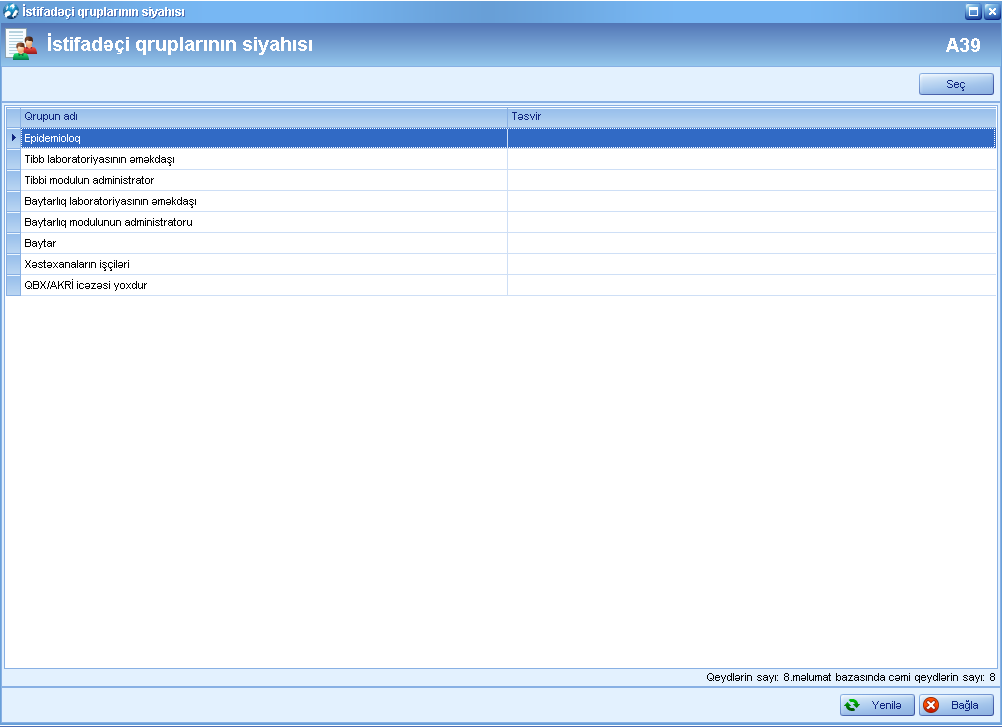 İstifadəçi qruplarının siyahısı
İstifadəçi qruplarının siyahısı A39
Seç
Qrupun adı Təsvir
Epidemioloq
Tibb laboratoriyasının əməkdaşı
Tibbi modulun administrator
Baytarlıq laboratoriyasının əməkdaşı
Baytarlıq modulunun administratoru
Baytar
Xəstəxanaların işçiləri
QBX/AKRİ icəzəsi yoxdur
Qeydlərin sayı: 8.məlumat bazasında cəmi qeydlərin sayı: 8
Yenilə Bağla